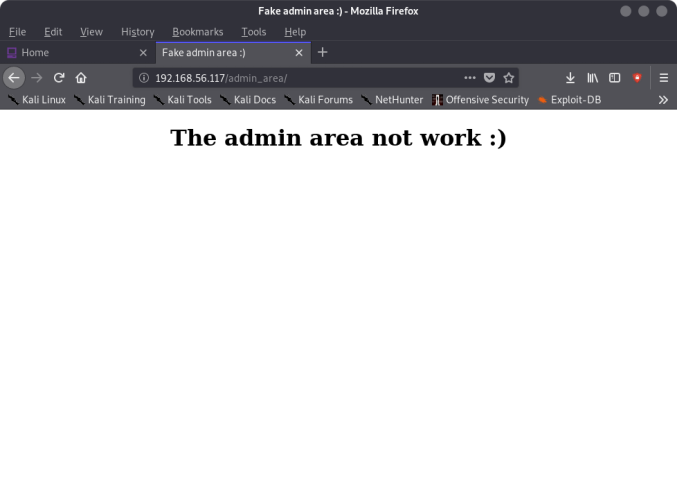 Fake admin area :) - Mozilla Firefox
File Edit View History Bookmarks Tools Help
Home Fake admin area :)
192.168.56.117/admin_area/
Kali Linux Kali Training Kali Tools Kali Docs Kali Forums NetHunter Offensive Security Exploit-DB
The admin area not work :)